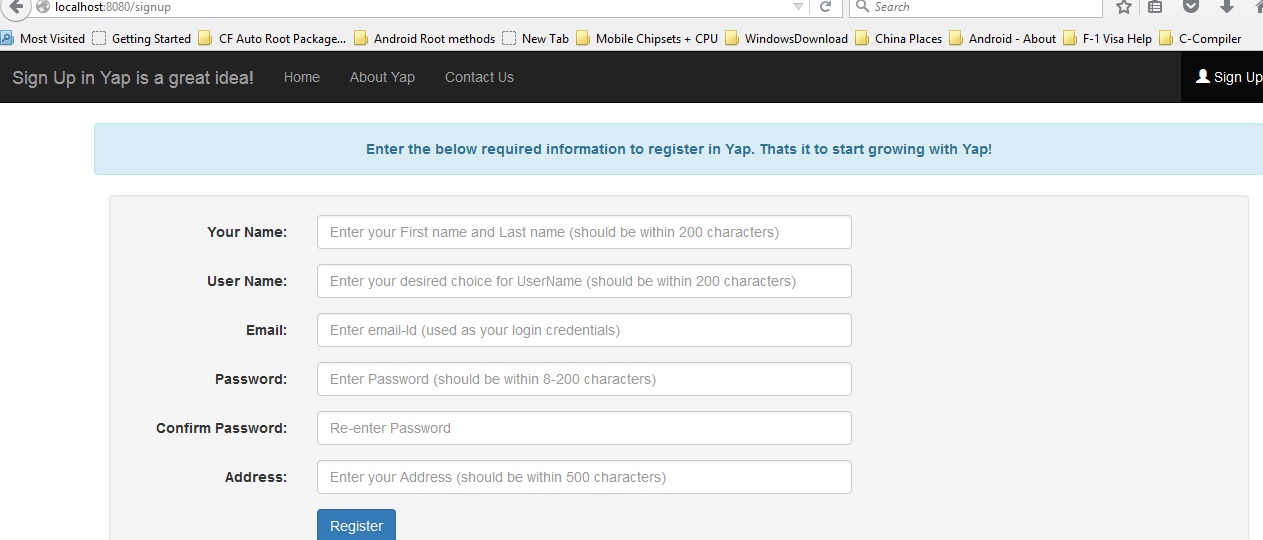 localhost:8080/signup
Search
Most Visited Getting Started CF Auto Root Package... Android Root methods New Tab Mobile Chipsets + CPU WindowsDownload China Places Android - About F-1 Visa Help C-Compiler
Sign Up in Yap is a great idea! Home About Yap Contact Us Sign Up
Enter the below required information to register in Yap. Thats it to start growing with Yap!
Your Name: Enter your First name and Last name (should be within 200 characters)
User Name: Enter your desired choice for UserName (should be within 200 characters)
Email: Enter email-Id (used as your login credentials)
Password: Enter Password (should be within 8-200 characters)
Confirm Password: Re-enter Password
Address: Enter your Address (should be within 500 characters)
Register